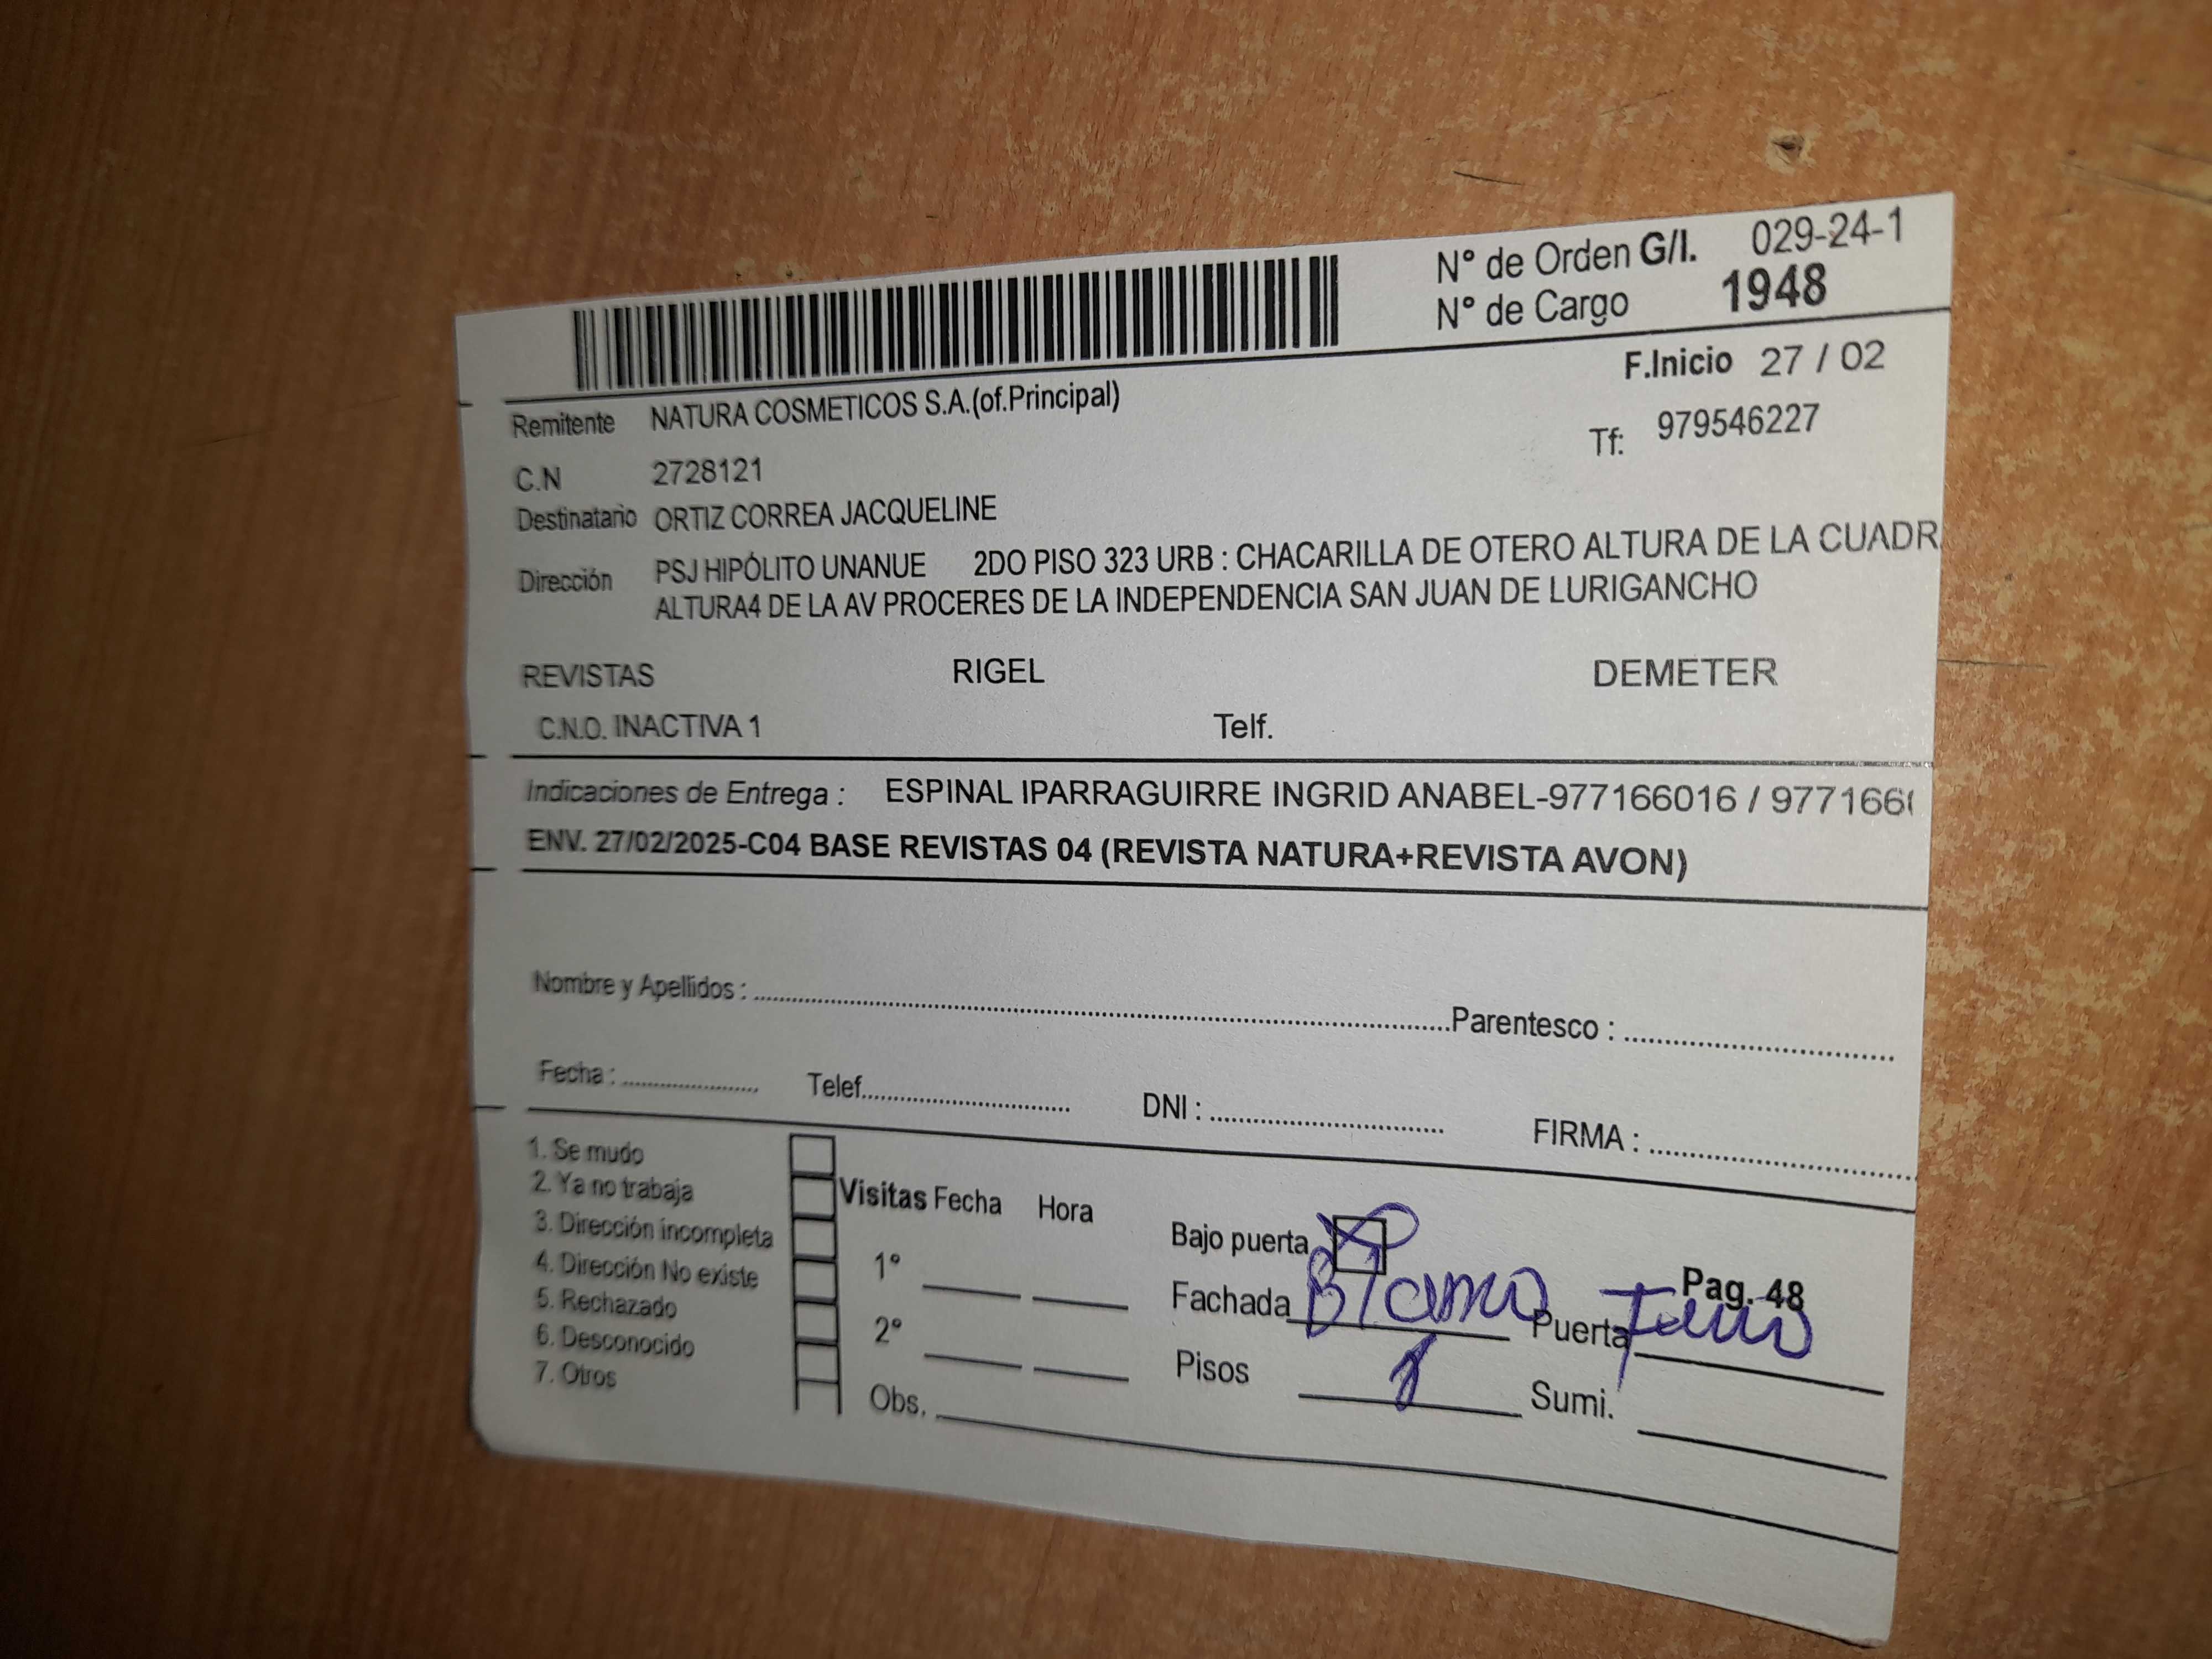 N° de Orden G/I. 029-24-1
N° de Cargo 1948
F.Inicio 27 / 02
Remitente NATURA COSMETICOS S.A.(of.Principal)
Tf: 979546227
C.N 2728121
Destinatario ORTIZ CORREA JACQUELINE
Dirección PSJ HIPÓLITO UNANUE 2DO PISO 323 URB : CHACARILLA DE OTERO ALTURA DE LA CUADR
ALTURA4 DE LA AV PROCERES DE LA INDEPENDENCIA SAN JUAN DE LURIGANCHO
REVISTAS RIGEL DEMETER
C.N.O. INACTIVA 1 Telf.
Indicaciones de Entrega : ESPINAL IPARRAGUIRRE INGRID ANABEL-977166016 / 977166
ENV. 27/02/2025-C04 BASE REVISTAS 04 (REVISTA NATURA+REVISTA AVON)
Nombre y Apellidos : Parentesco :
Fecha : Telef. DNI : FIRMA :
1. Se mudo
2. Ya no trabaja
3. Dirección incompleta
4. Dirección No existe
5. Rechazado
6. Desconocido
7. Otros
Visitas Fecha Hora
1°
2°
Obs.
Bajo puerta
Pag. 48
Fachada Puerta
Pisos Sumi.